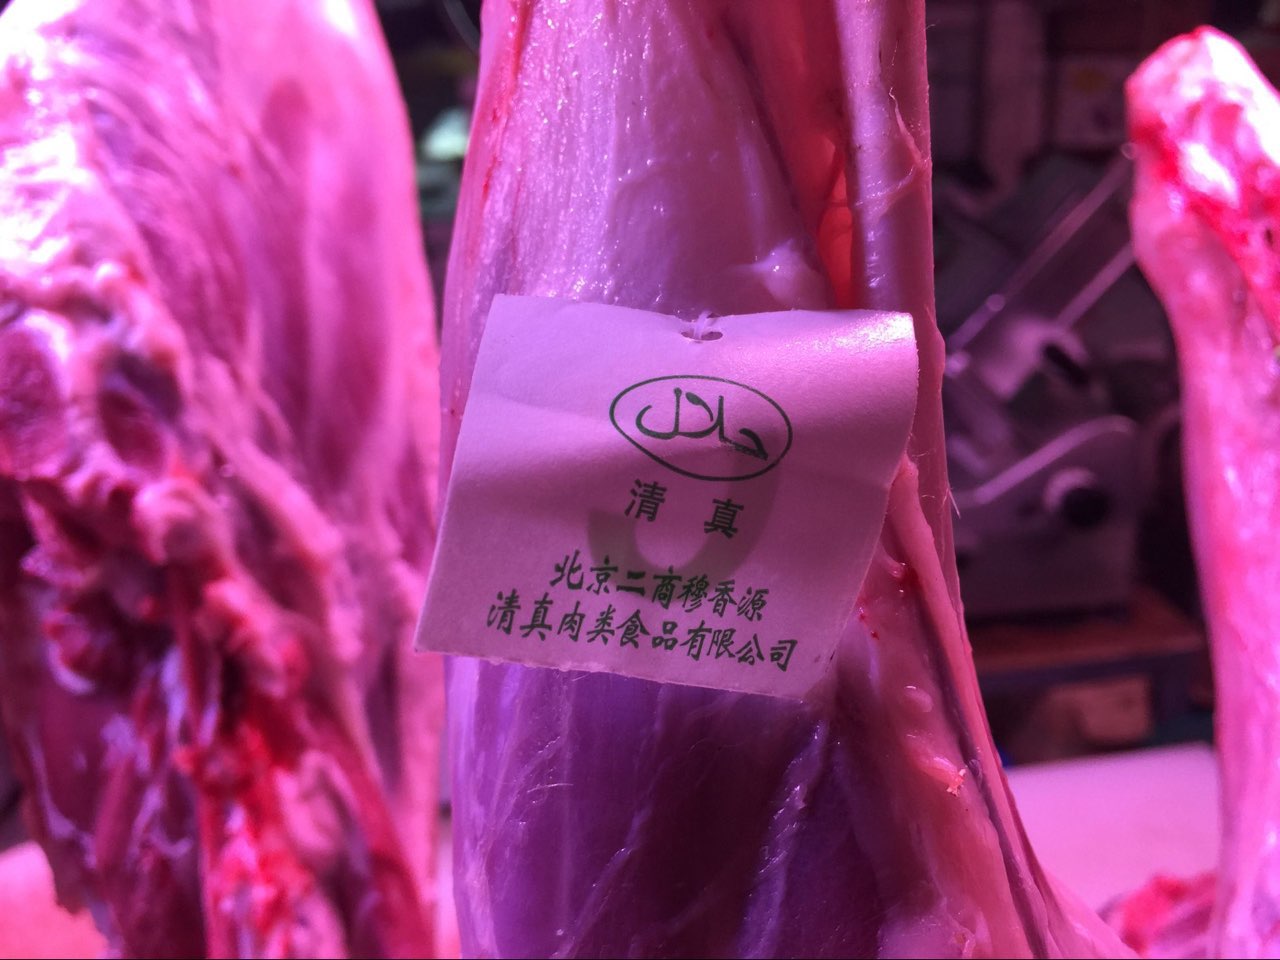 حلال
清真
北京二商穆香源
清真肉类食品有限公司